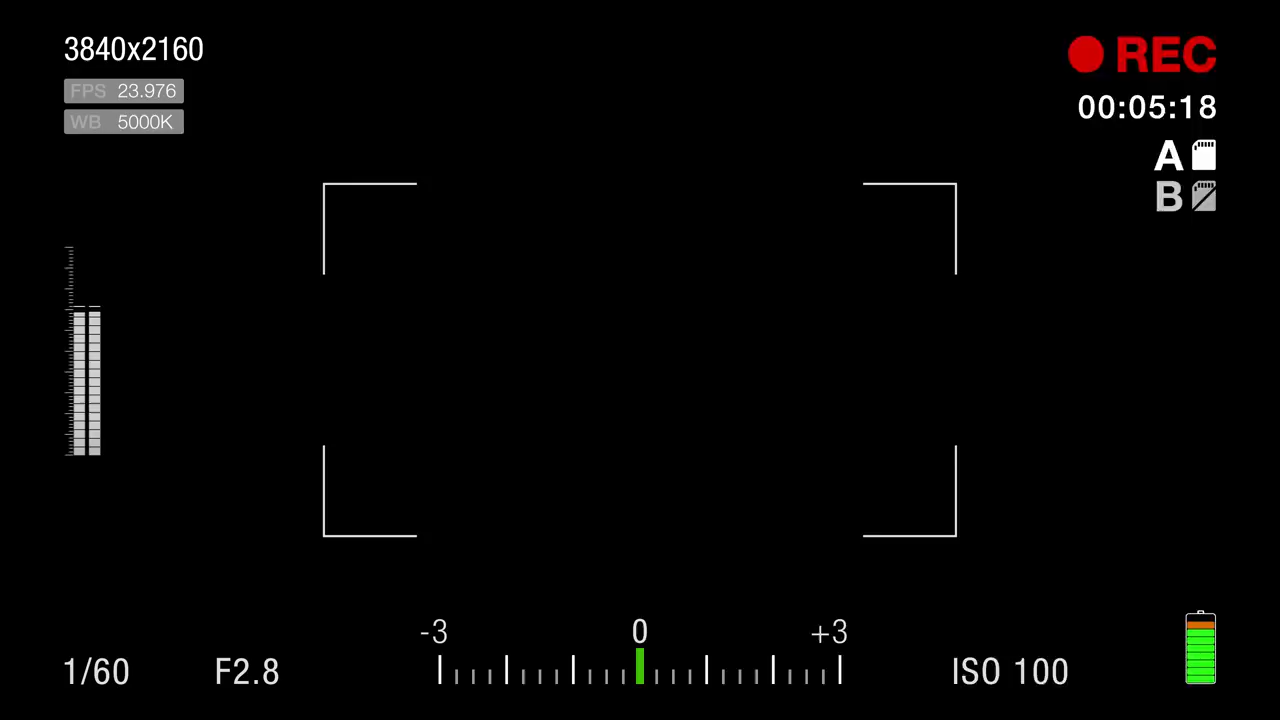 3840x2160
REC
FPS 23.976
00:05:18
WB 5000K
A
B
-3 0 +3
1/60 F2.8 ISO 100